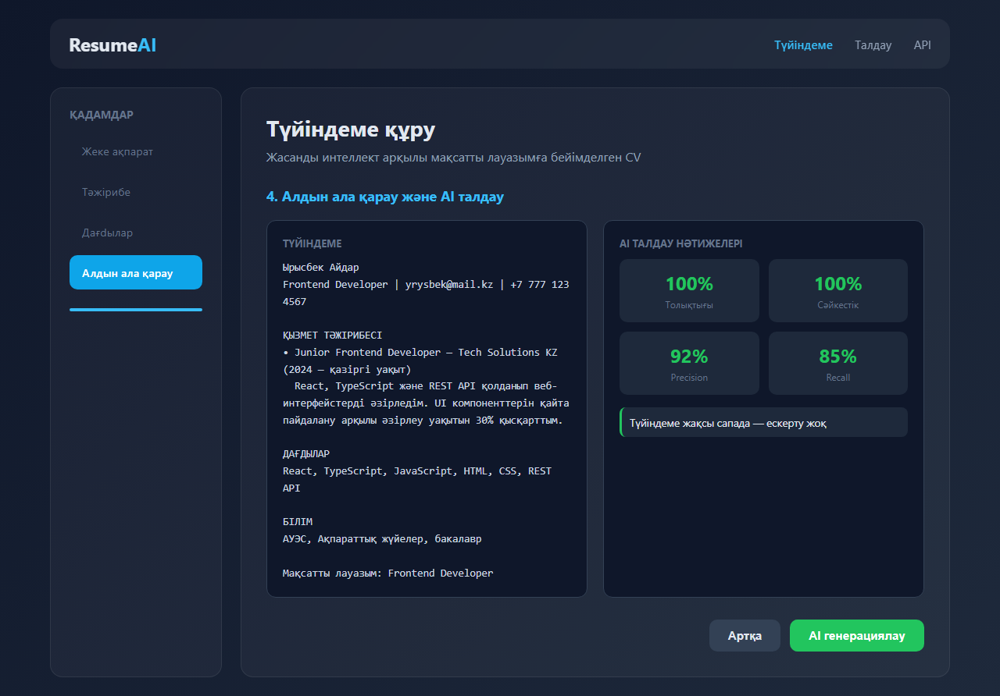 ResumeAI
Түйіндеме
Талдау
API
ҚАДАМДАР
Жеке ақпарат
Тәжірибе
Дағdылар
Алдын ала қарау
Түйіндеме құру
Жасанды интеллект арқылы мақсатты лауазымға бейімделген CV
4. Алдын ала қарау және AI талдау
ТҮЙІНДЕМЕ
Ырысбек Айдар
Frontend Developer | yrysbek@mail.kz | +7 777 123
4567
ҚЫЗМЕТ ТӘЖІРИБЕСІ
• Junior Frontend Developer — Tech Solutions KZ
(2024 — қазіргі уақыт)
React, TypeScript және REST API қолданып веб-
интерфейстерді әзірледім. UI компоненттерін қайта
пайдалану арқылы әзірлеу уақытын 30% қысқарттым.
ДАҒДЫЛАР
React, TypeScript, JavaScript, HTML, CSS, REST
API
БІЛІМ
АУЭС, Ақпараттық жүйелер, бакалавр
Мақсатты лауазым: Frontend Developer
AI ТАЛДАУ НӘТИЖЕЛЕРІ
100%
Толықтығы
100%
Сәйкестік
92%
Precision
85%
Recall
Түйіндеме жақсы сапада — ескерту жоқ
Артқа
AI генерациялау